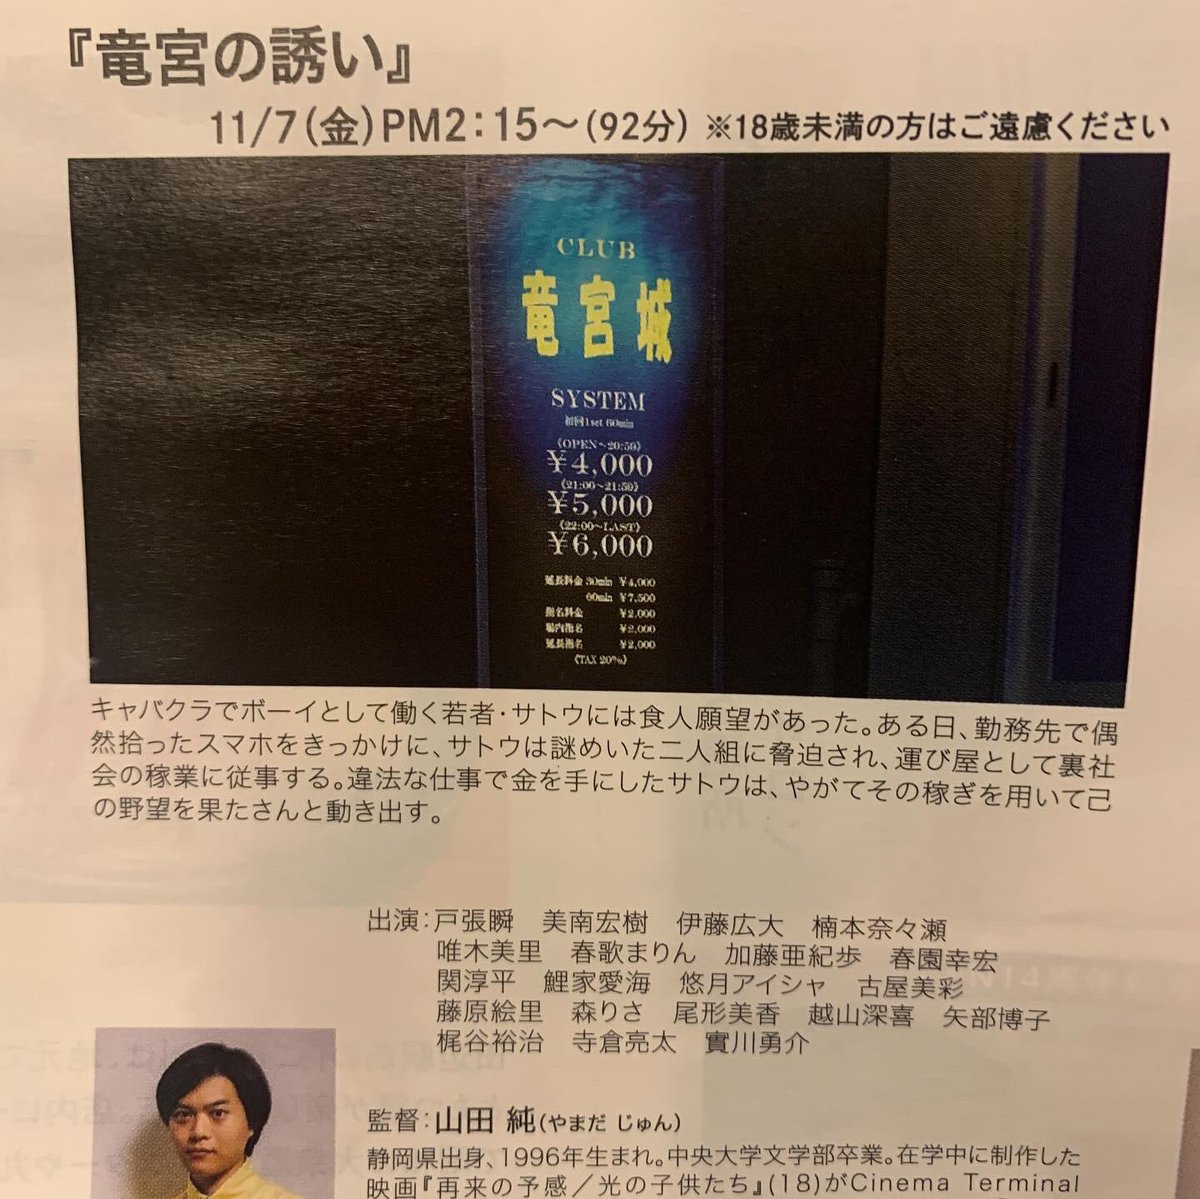 『竜宮の誘い』
11/7(金)PM2:15〜(92分) ※18歳未満の方はご遠慮ください
CLUB
竜宮城
SYSTEM
初回1set 60min
(OPEN~20:50)
¥4,000
(21:00~21:50)
¥5,000
(22:00~LAST)
¥6,000
延長料金 30min ¥4,000
60min ¥7,500
指名料金 ¥2,000
場内指名 ¥2,000
延長指名 ¥2,000
(TAX 20%)
キャバクラでボーイとして働く若者・サトウには食人願望があった。ある日、勤務先で偶
然拾ったスマホをきっかけに、サトウは謎めいた二人組に脅迫され、運び屋として裏社
会の稼業に従事する。違法な仕事で金を手にしたサトウは、やがてその稼ぎを用いて己
の野望を果たさんと動き出す。
出演:戸張瞬 美南宏樹 伊藤広大 楠本奈々瀬
唯木美里 春歌まりん 加藤亜紀歩 春園幸宏
関淳平 鯉家愛海 悠月アイシャ 古屋美彩
藤原絵里 森りさ 尾形美香 越山深喜 矢部博子
梶谷裕治 寺倉亮太 實川勇介
監督:山田 純(やまだ じゅん)
静岡県出身、1996年生まれ。中央大学文学部卒業。在学中に制作した
映画『再来の予感/光の子供たち』(18)がCinema Terminal